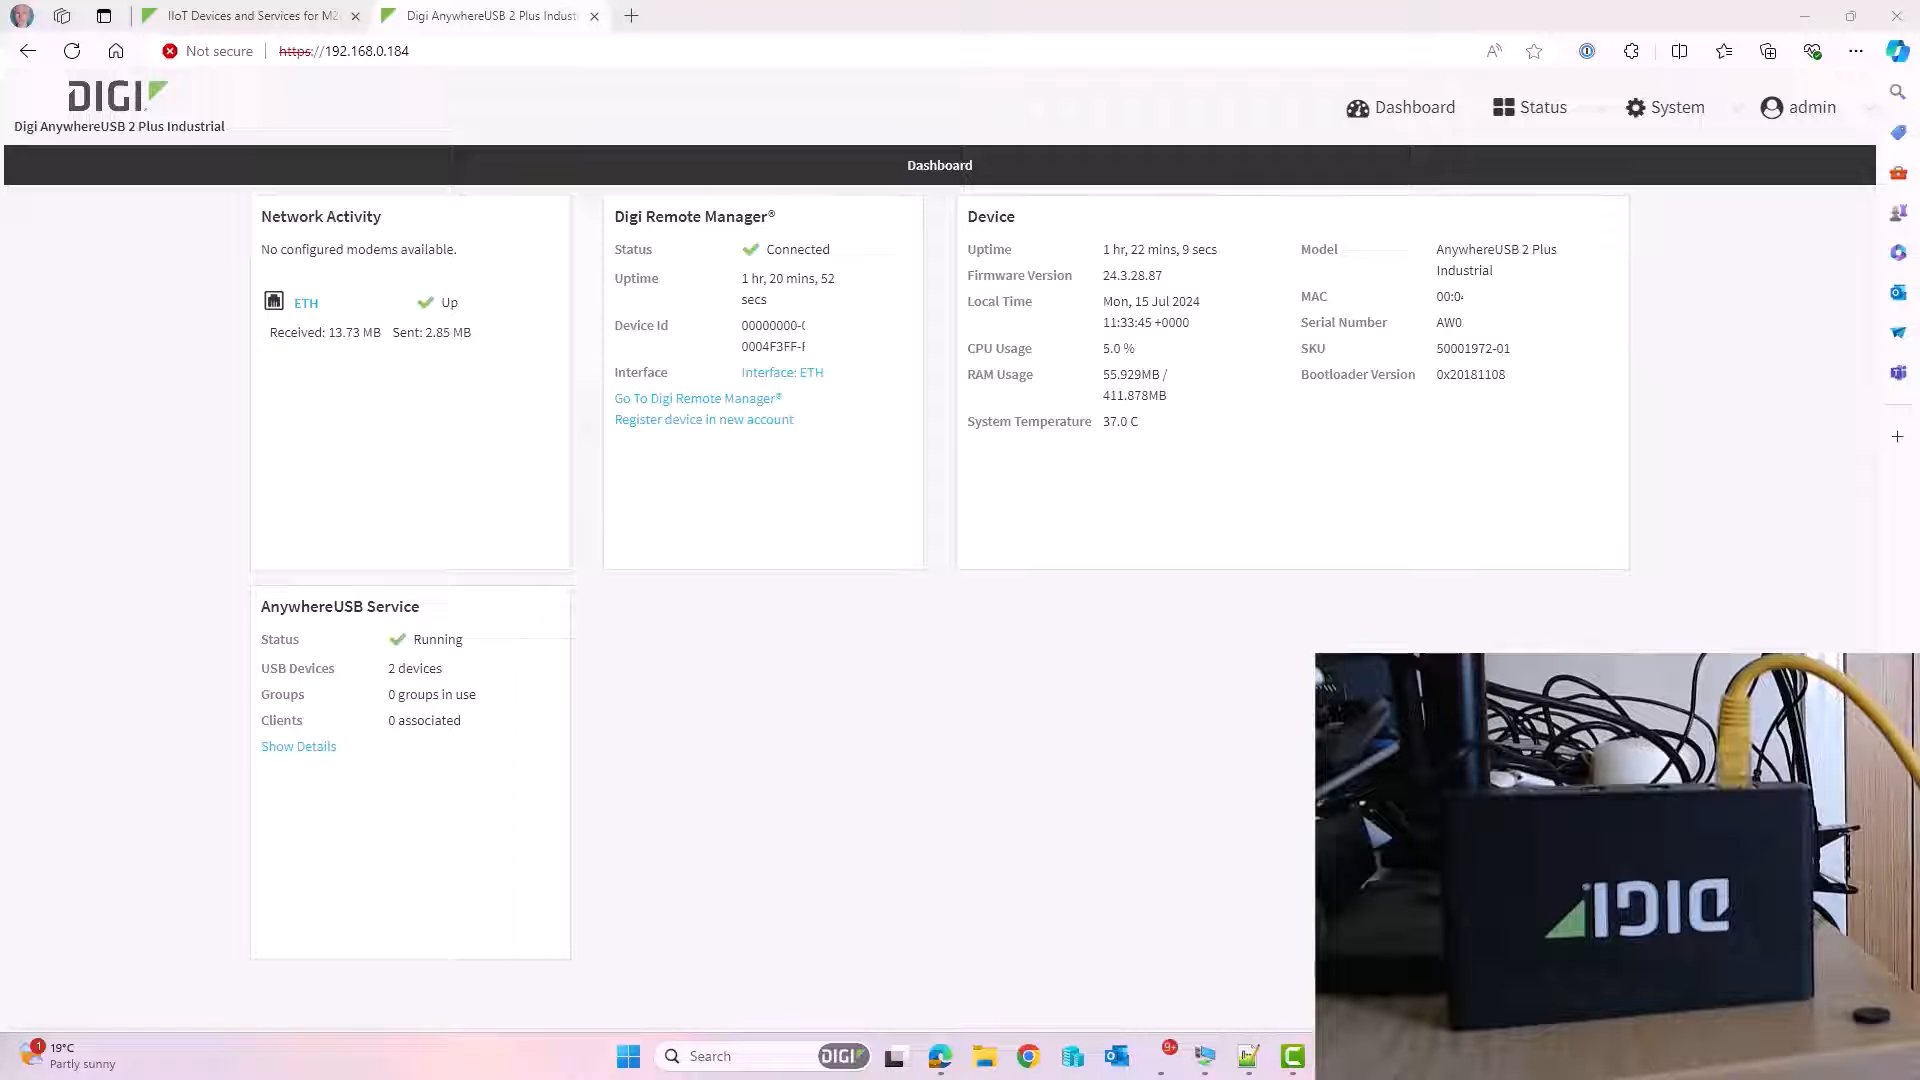 IIoT Devices and Services for M2
Digi AnywhereUSB 2 Plus Indust
Not secure
https://192.168.0.184
DIGI
Digi AnywhereUSB 2 Plus Industrial
Dashboard
Status
System
admin
Dashboard
Network Activity
No configured modems available.
ETH
Up
Received: 13.73 MB Sent: 2.85 MB
Digi Remote Manager®
Status Connected
Uptime 1 hr, 20 mins, 52
secs
Device Id 00000000-0
0004F3FF-F
Interface Interface: ETH
Go To Digi Remote Manager®
Register device in new account
Device
Uptime 1 hr, 22 mins, 9 secs
Firmware Version 24.3.28.87
Local Time Mon, 15 Jul 2024
11:33:45 +0000
CPU Usage 5.0 %
RAM Usage 55.929MB /
411.878MB
System Temperature 37.0 C
Model AnywhereUSB 2 Plus
Industrial
MAC 00:04
Serial Number AW0
SKU 50001972-01
Bootloader Version 0x20181108
AnywhereUSB Service
Status Running
USB Devices 2 devices
Groups 0 groups in use
Clients 0 associated
Show Details
DIGI
1
19°C
Partly sunny
Search
DIGI
9+